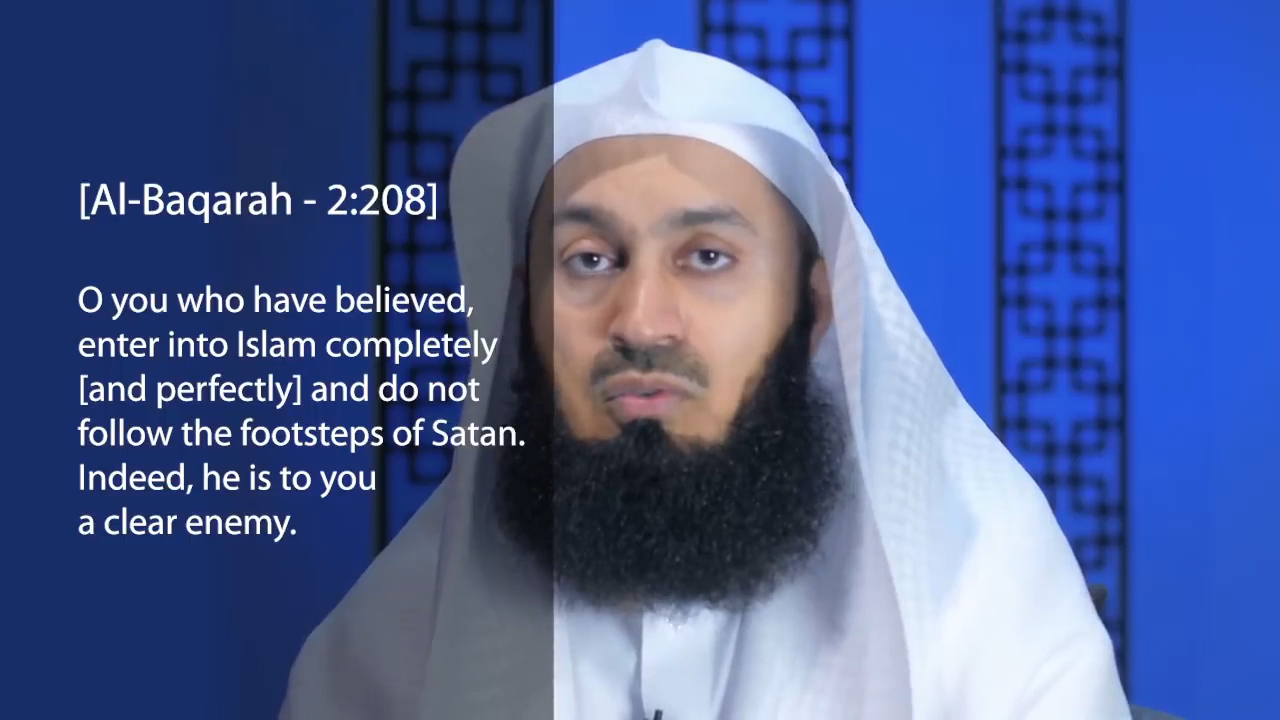 [Al-Baqarah - 2:208]
O you who have believed,
enter into Islam completely
[and perfectly] and do not
follow the footsteps of Satan.
Indeed, he is to you
a clear enemy.